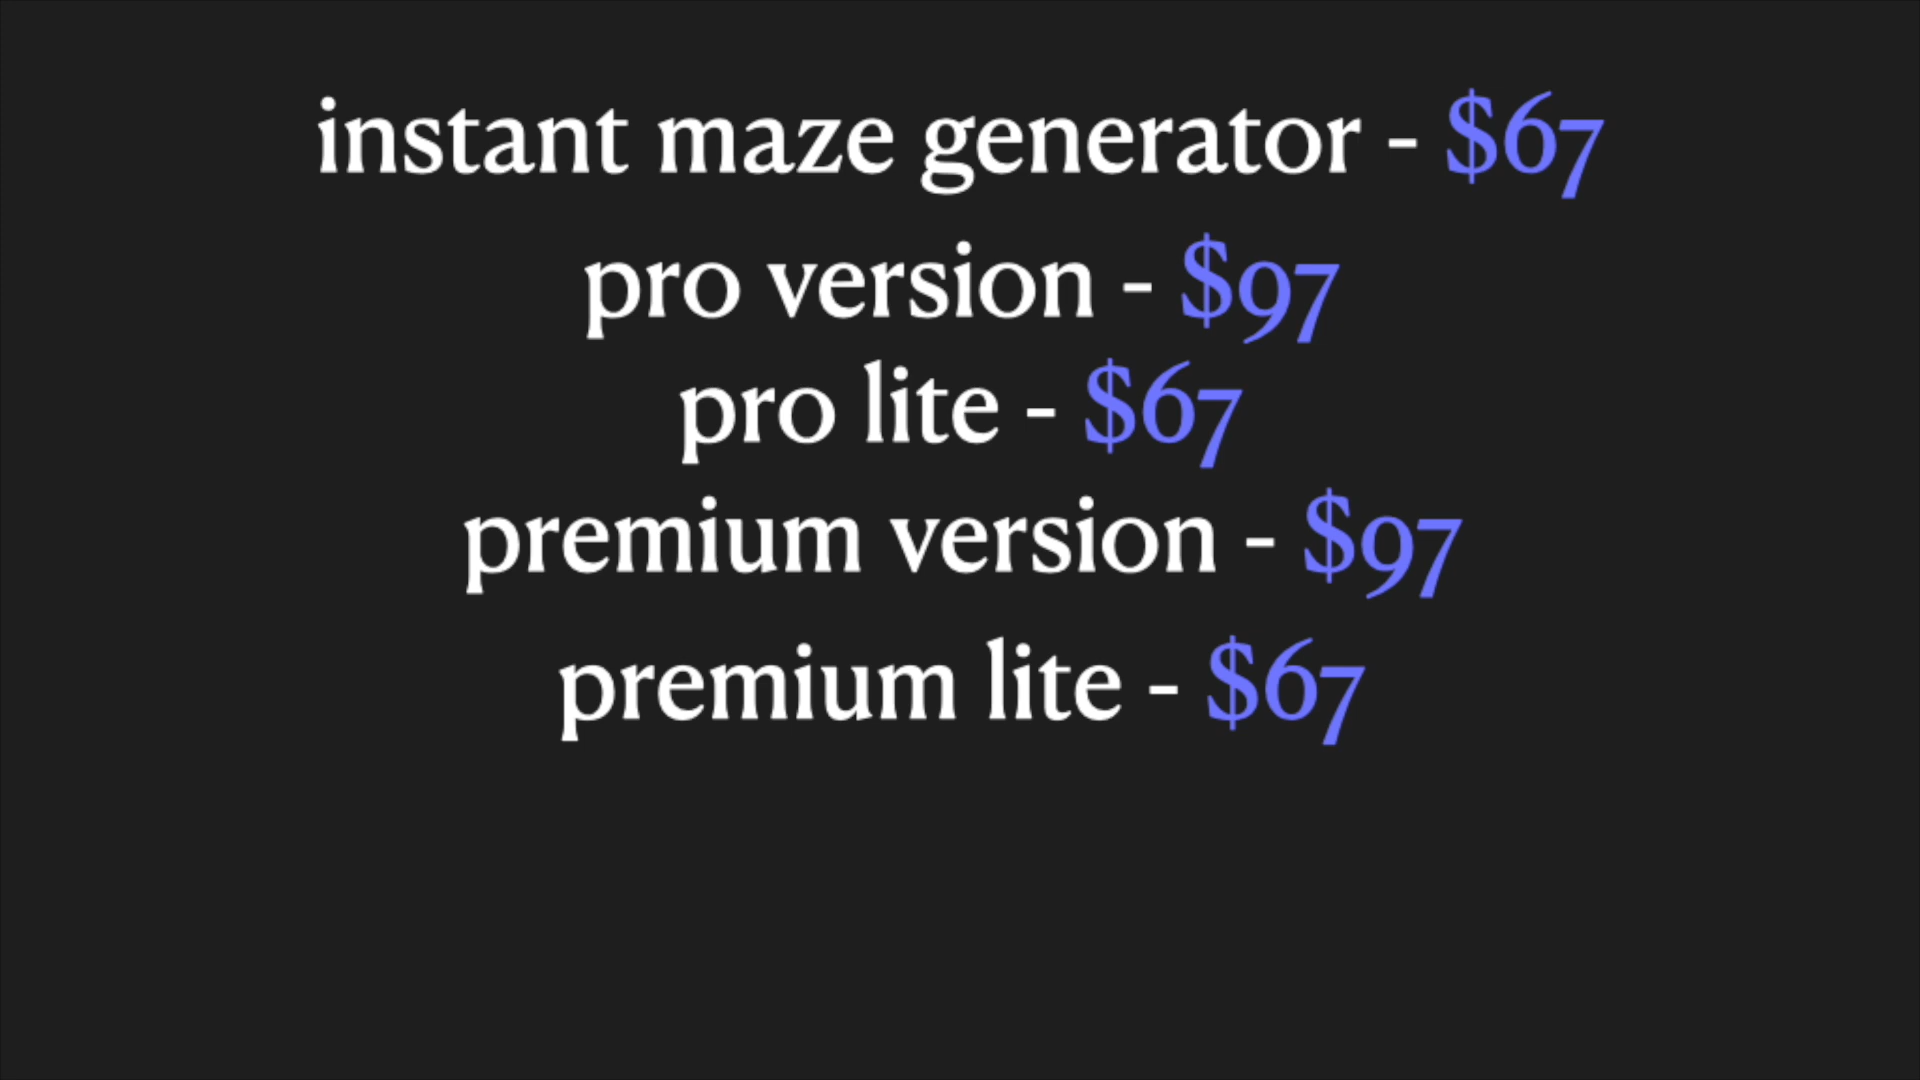 instant maze generator - $67
pro version - $97
pro lite - $67
premium version - $97
premium lite - $67